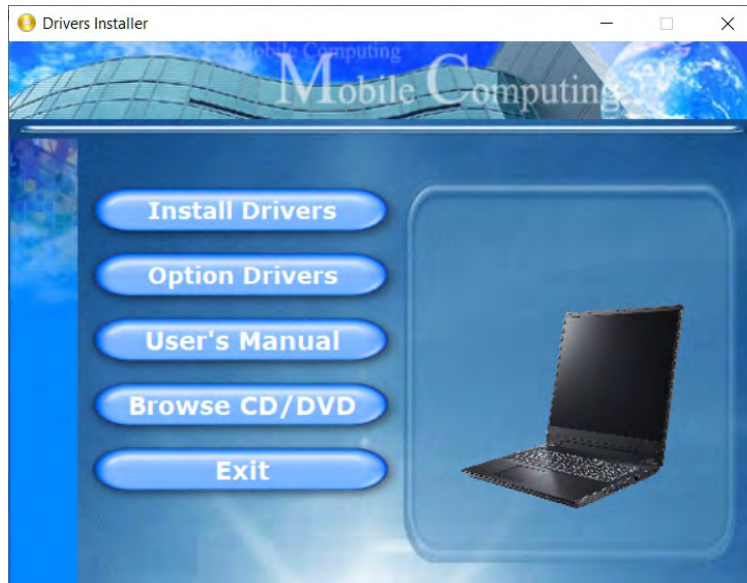 Drivers Installer
Mobile Computing
Mobile Computing
Install Drivers
Option Drivers
User's Manual
Browse CD/DVD
Exit